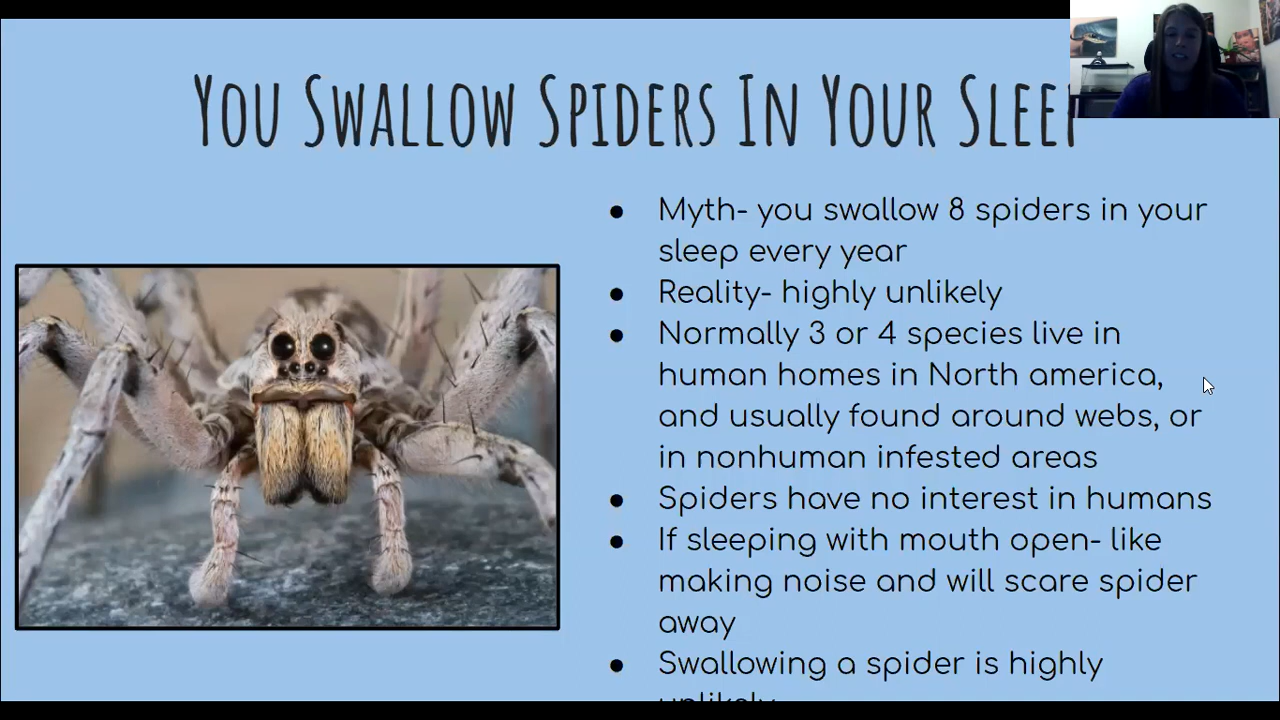 You Swallow Spiders In Your Sleep
● Myth- you swallow 8 spiders in your
sleep every year
● Reality- highly unlikely
● Normally 3 or 4 species live in
human homes in North america,
and usually found around webs, or
in nonhuman infested areas
● Spiders have no interest in humans
● If sleeping with mouth open- like
making noise and will scare spider
away
● Swallowing a spider is highly
unlikely